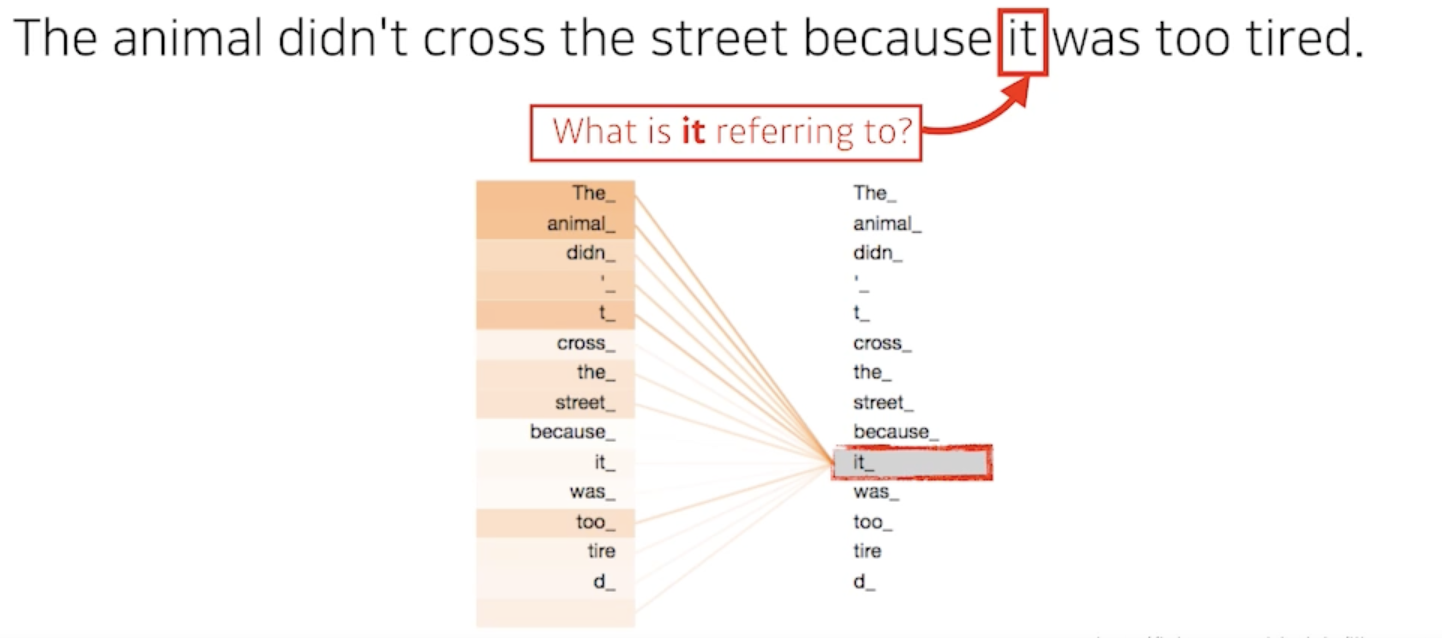 The animal didn't cross the street because it was too tired.
What is it referring to?
The_ The_
animal_ animal_
didn_ didn_
'_ '_
t_ t_
cross_ cross_
the_ the_
street_ street_
because_ because_
it_ it_
was_ was_
too_ too_
tire tire
d_ d_